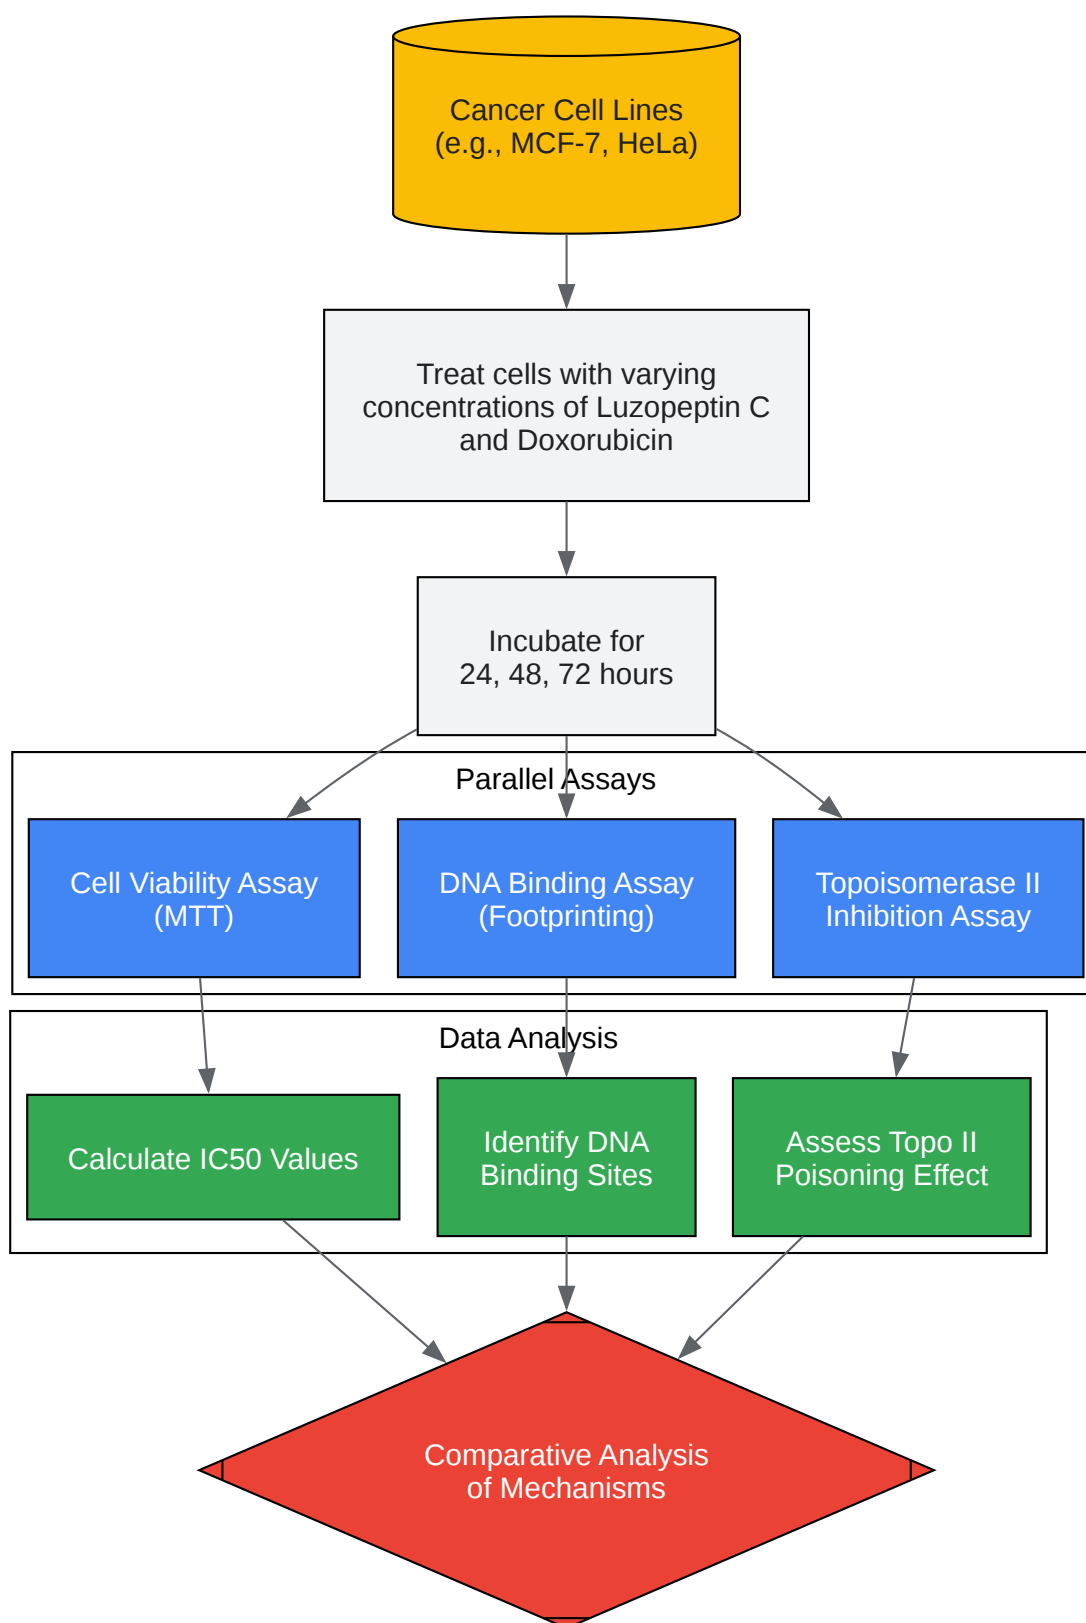 Cancer Cell Lines
(e.g., MCF-7, HeLa)
Treat cells with varying
concentrations of Luzopeptin C
and Doxorubicin
Incubate for
24, 48, 72 hours
Parallel Assays
Cell Viability Assay
(MTT)
DNA Binding Assay
(Footprinting)
Topoisomerase II
Inhibition Assay
Data Analysis
Calculate IC50 Values
Identify DNA
Binding Sites
Assess Topo II
Poisoning Effect
Comparative Analysis
of Mechanisms